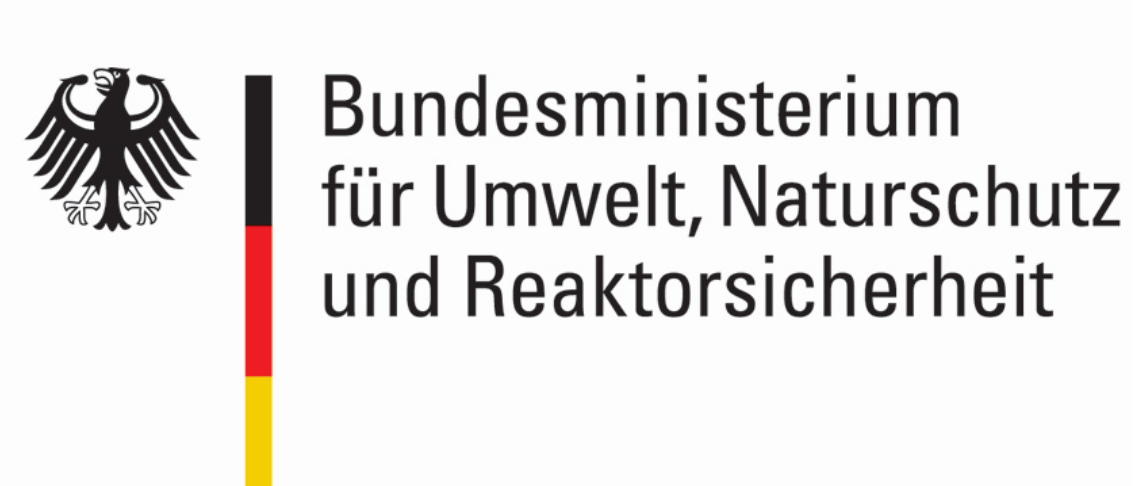 Bundesministerium
für Umwelt, Naturschutz
und Reaktorsicherheit